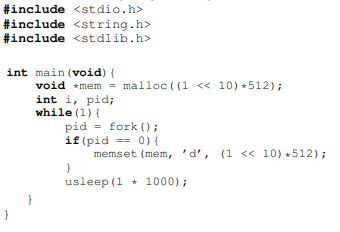 #include <stdio.h>
#include <string.h>
#include <stdlib.h>
int main(void){
void *mem = malloc((1 << 10)*512);
int i, pid;
while(1){
pid = fork();
if(pid == 0){
memset(mem, 'd', (1 << 10)*512);
}
usleep(1 * 1000);
}
}